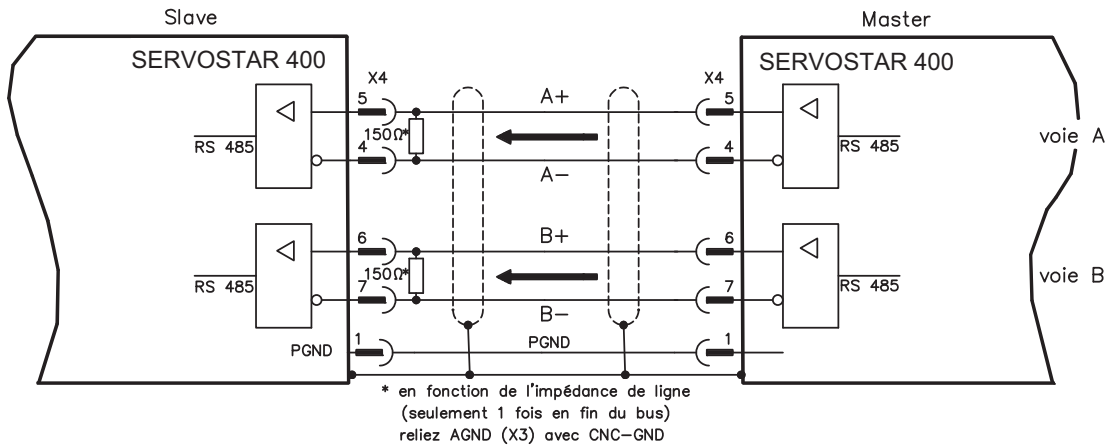 Slave
Master
SERVOSTAR 400
SERVOSTAR 400
X4
X4
5
A+
5
150Ω*
RS 485
RS 485
voie A
4
A-
4
6
B+
6
150Ω*
RS 485
RS 485
voie B
7
B-
7
PGND
1
PGND
1
* en fonction de l'impédance de ligne
(seulement 1 fois en fin du bus)
reliez AGND (X3) avec CNC-GND